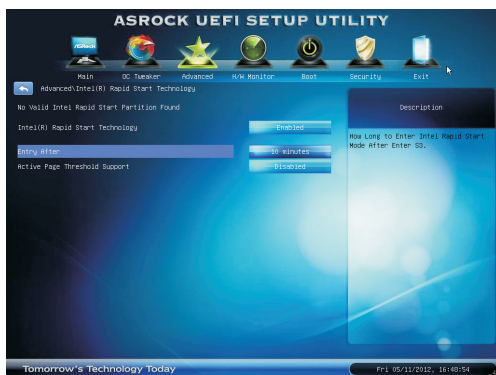 ASROCK UEFI SETUP UTILITY
ASRock
Main OC Tweaker Advanced H/W Monitor Boot Security Exit
Advanced\Intel(R) Rapid Start Technology
No Valid Intel Rapid Start Partition Found
Intel(R) Rapid Start Technology Enabled
Entry After 10 minutes
Active Page Threshold Support Disabled
Description
How Long to Enter Intel Rapid Start
Mode After Enter S3.
Tomorrow's Technology Today
Fri 05/11/2012, 16:48:54